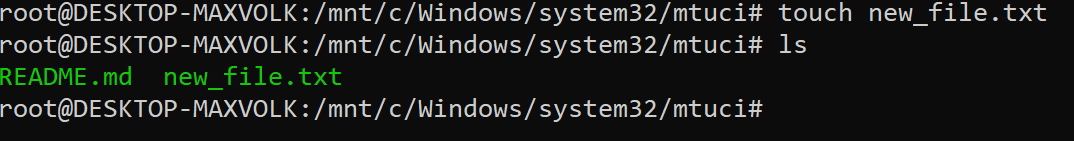 root@DESKTOP-MAXVOLK:/mnt/c/Windows/system32/mtuci# touch new_file.txt
root@DESKTOP-MAXVOLK:/mnt/c/Windows/system32/mtuci# ls
README.md  new_file.txt
root@DESKTOP-MAXVOLK:/mnt/c/Windows/system32/mtuci#